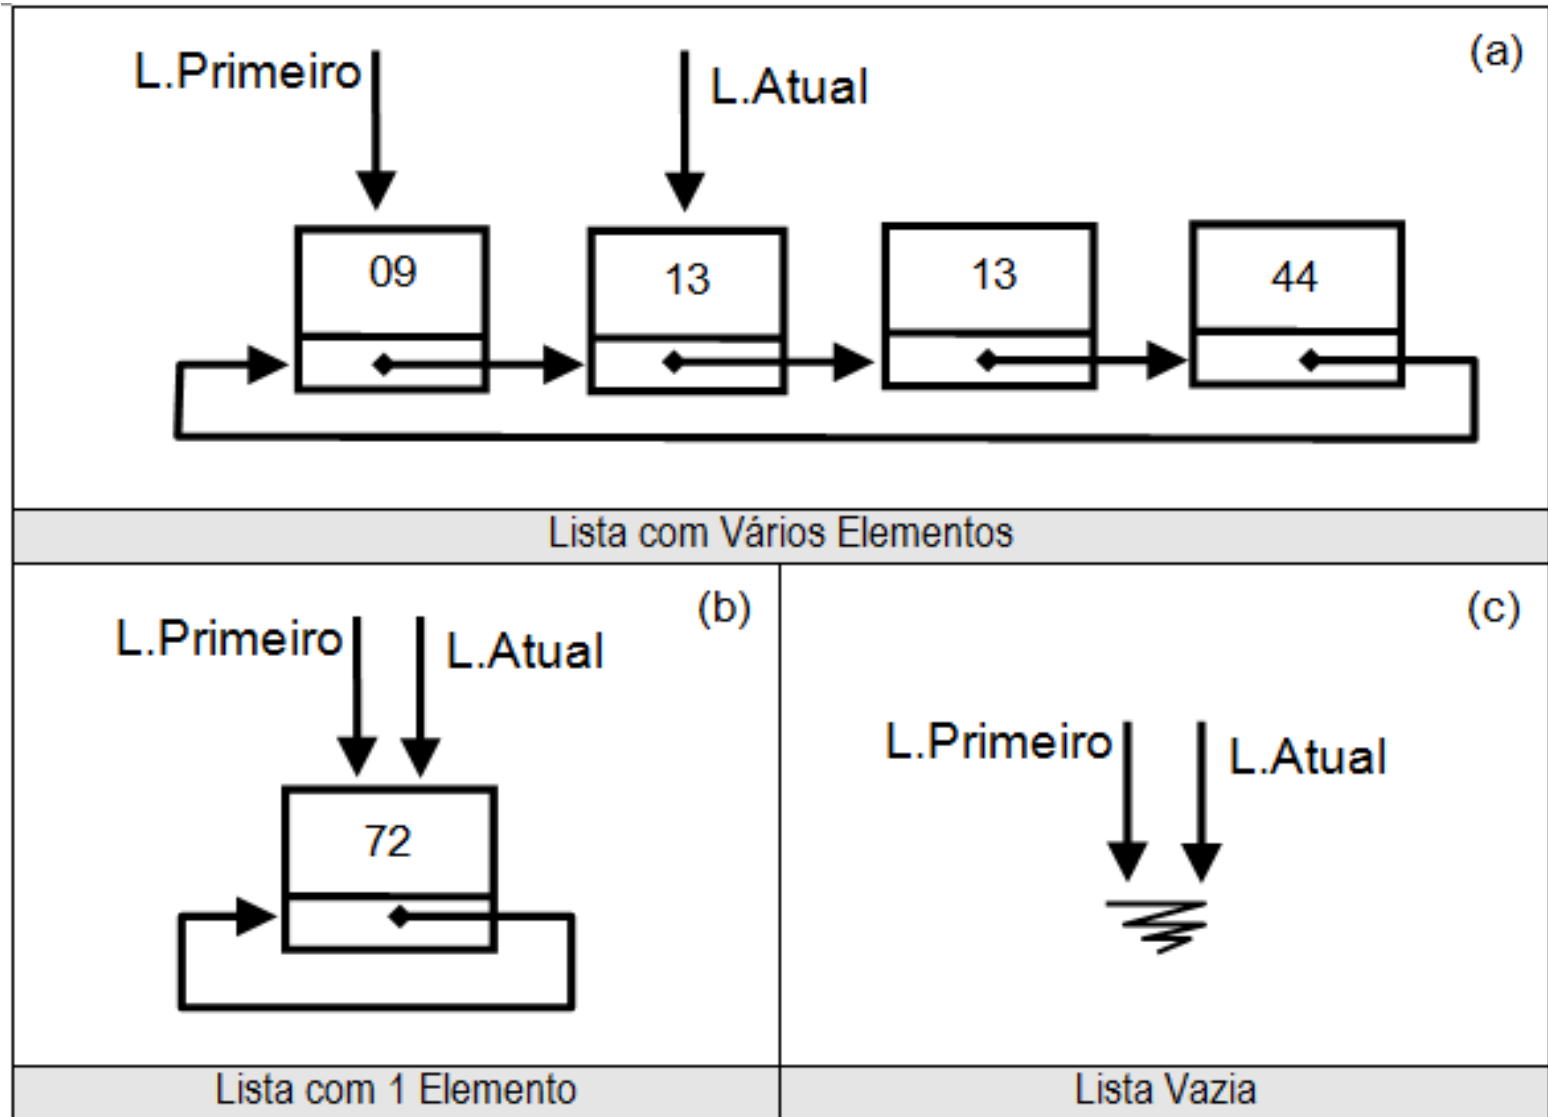 (a)
L.Primeiro
L.Atual
09
13
13
44
Lista com Vários Elementos
(b)
L.Primeiro
L.Atual
72
Lista com 1 Elemento
(c)
L.Primeiro
L.Atual
Lista Vazia